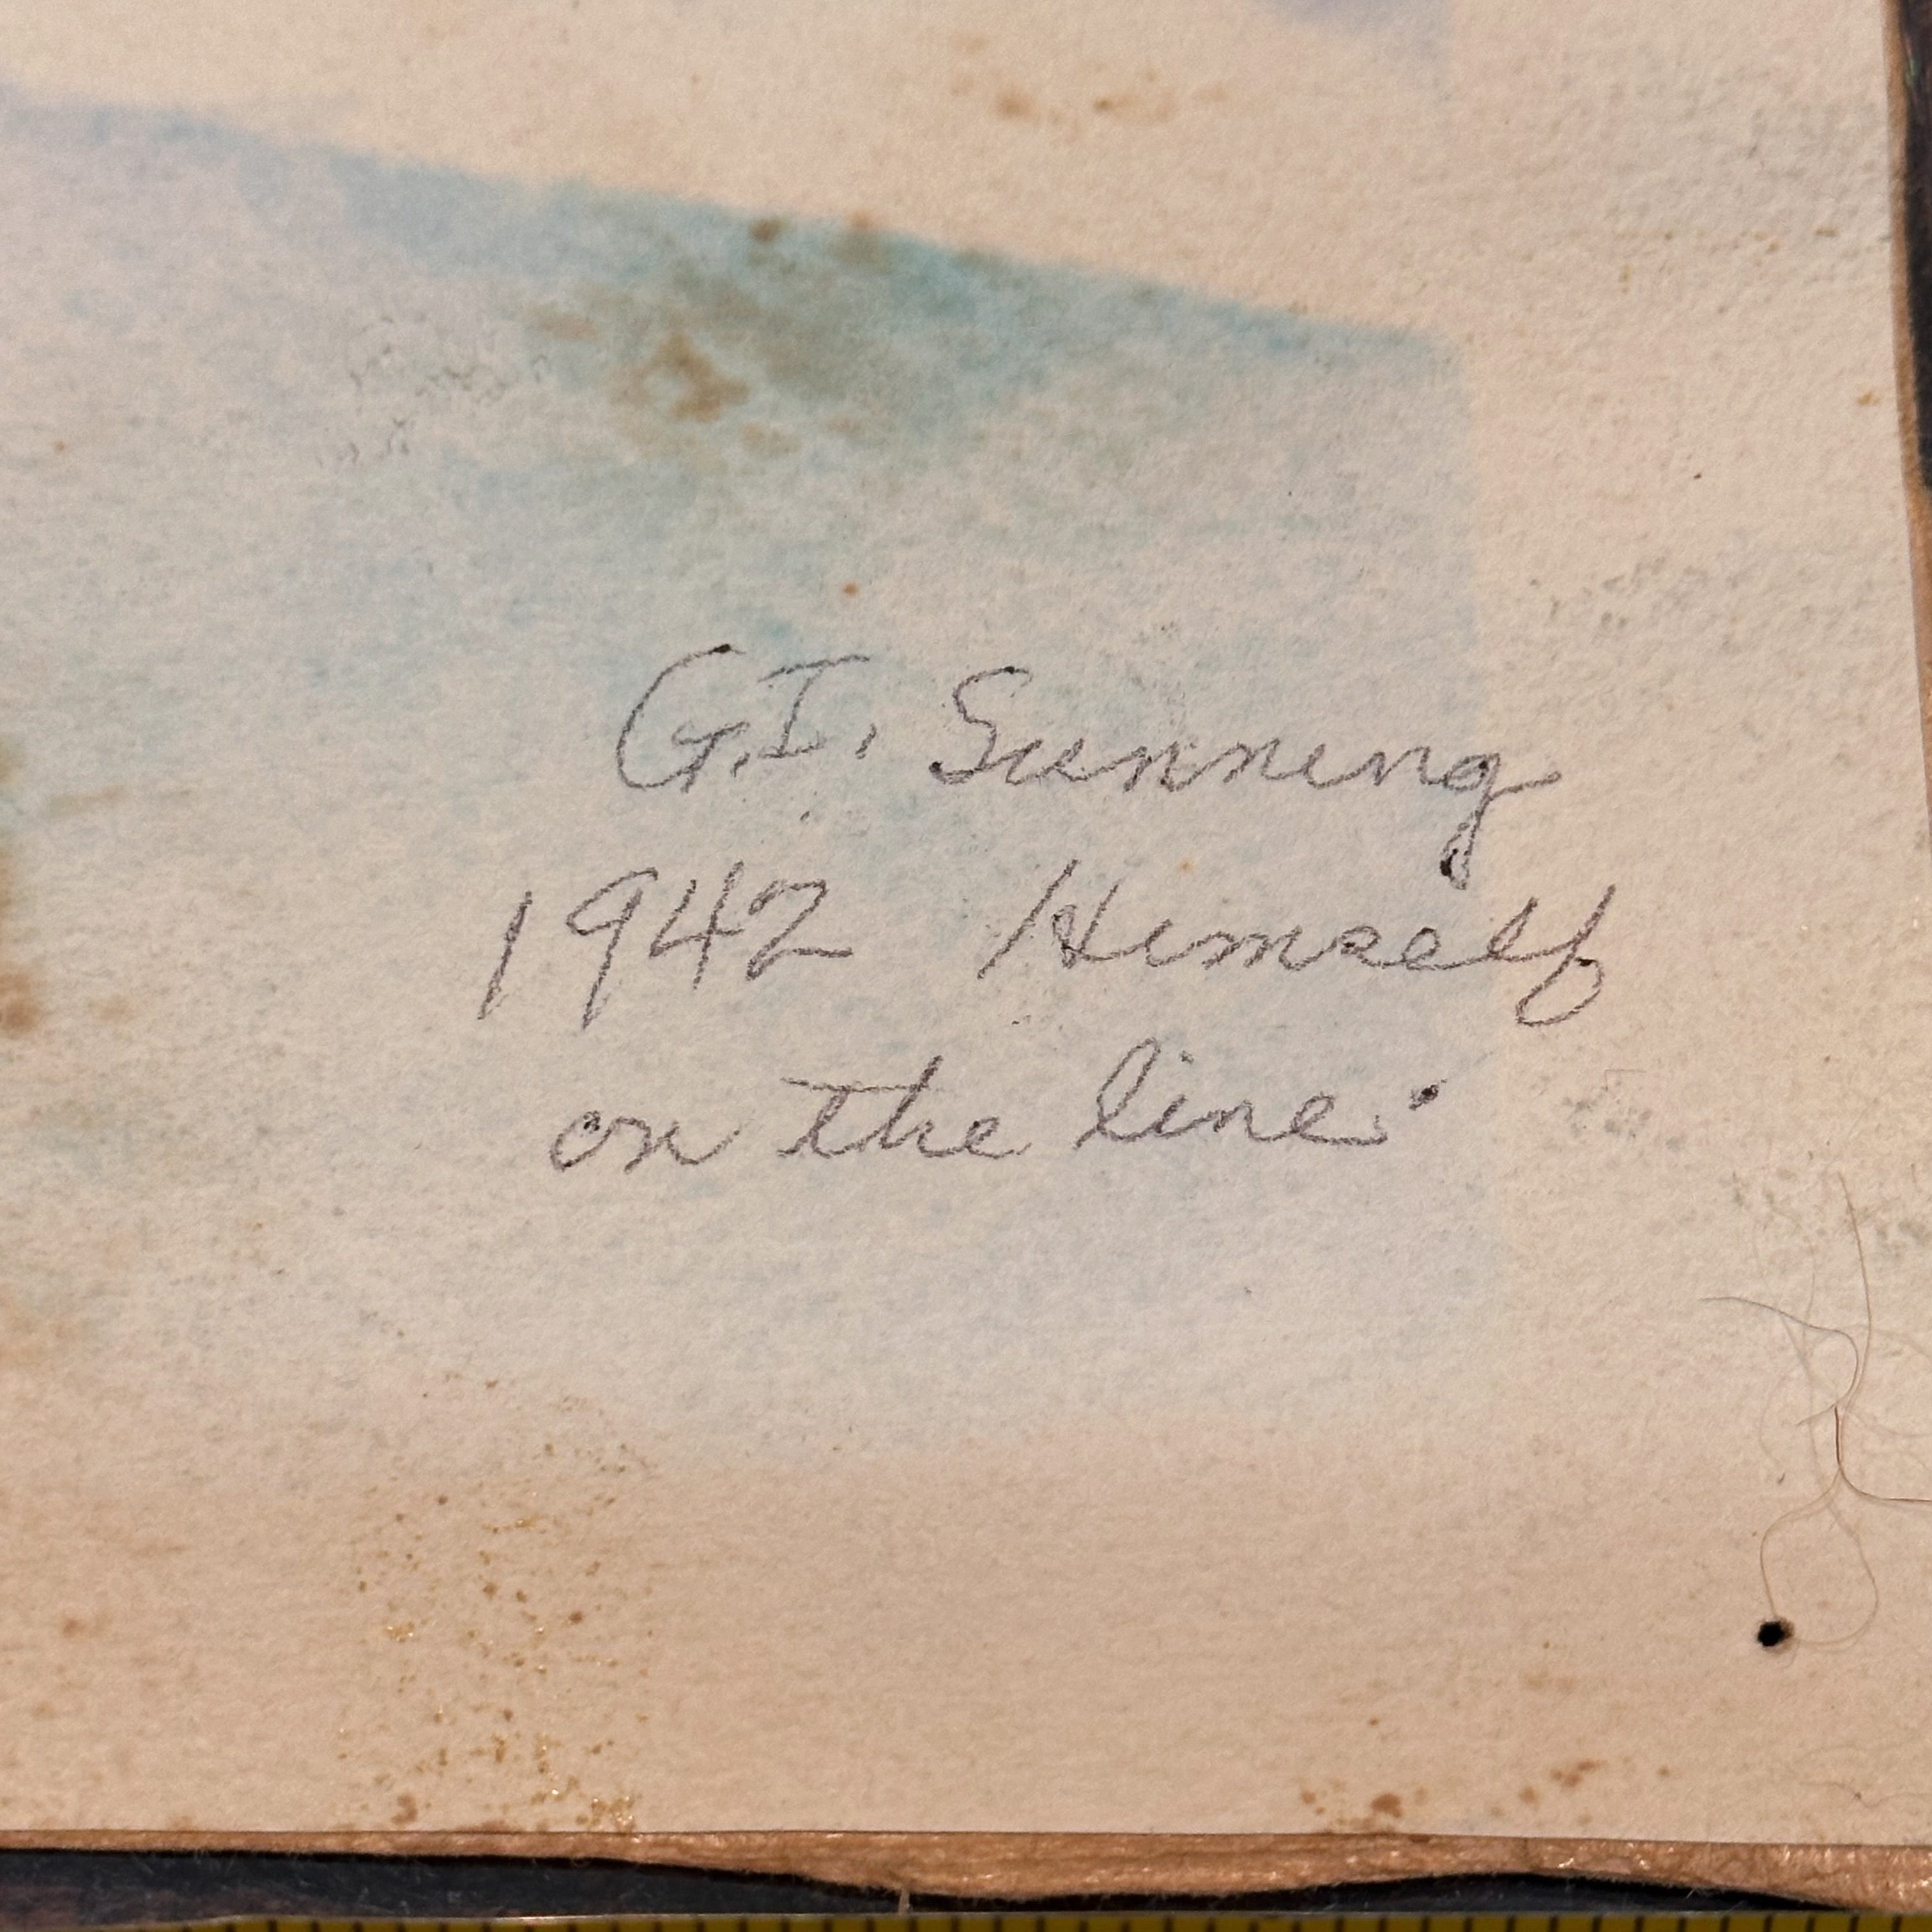 G.I. Sunning
1942 Himself
on the line.